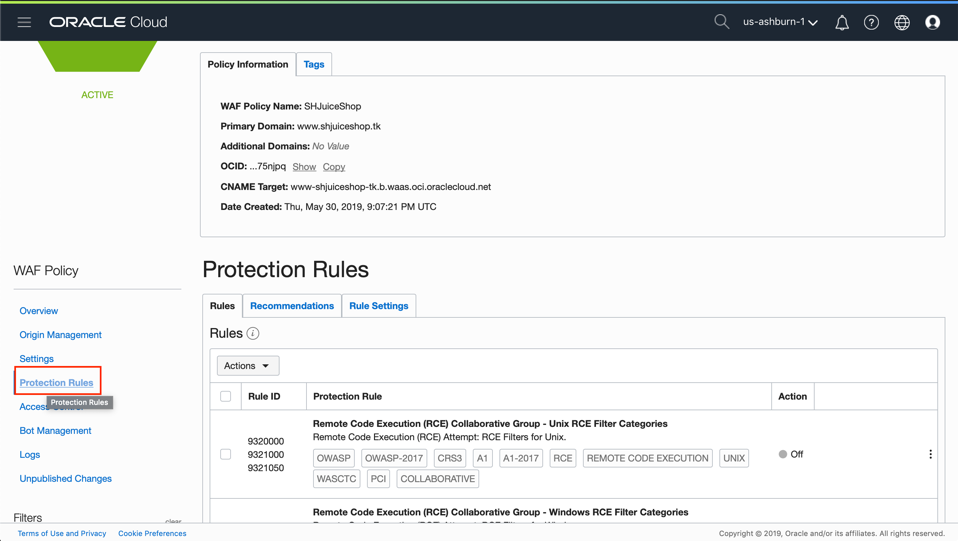 ORACLE Cloud
us-ashburn-1
ACTIVE
Policy Information
Tags
WAF Policy Name: SHJuiceShop
Primary Domain: www.shjuiceshop.tk
Additional Domains: No Value
OCID: ...75njpq Show Copy
CNAME Target: www-shjuiceshop-tk.b.waas.oci.oraclecloud.net
Date Created: Thu, May 30, 2019, 9:07:21 PM UTC
WAF Policy
Overview
Origin Management
Settings
Protection Rules
Protection Rules
Bot Management
Logs
Unpublished Changes
Filters
clear
Protection Rules
Rules
Recommendations
Rule Settings
Rules
Actions
Rule ID
Protection Rule
Action
9320000
9321000
9321050
Remote Code Execution (RCE) Collaborative Group - Unix RCE Filter Categories
Remote Code Execution (RCE) Attempt: RCE Filters for Unix.
OWASP OWASP-2017 CRS3 A1 A1-2017 RCE REMOTE CODE EXECUTION UNIX
WASCTC PCI COLLABORATIVE
Off
Remote Code Execution (RCE) Collaborative Group - Windows RCE Filter Categories
Terms of Use and Privacy Cookie Preferences
Copyright © 2019, Oracle and/or its affiliates. All rights reserved.